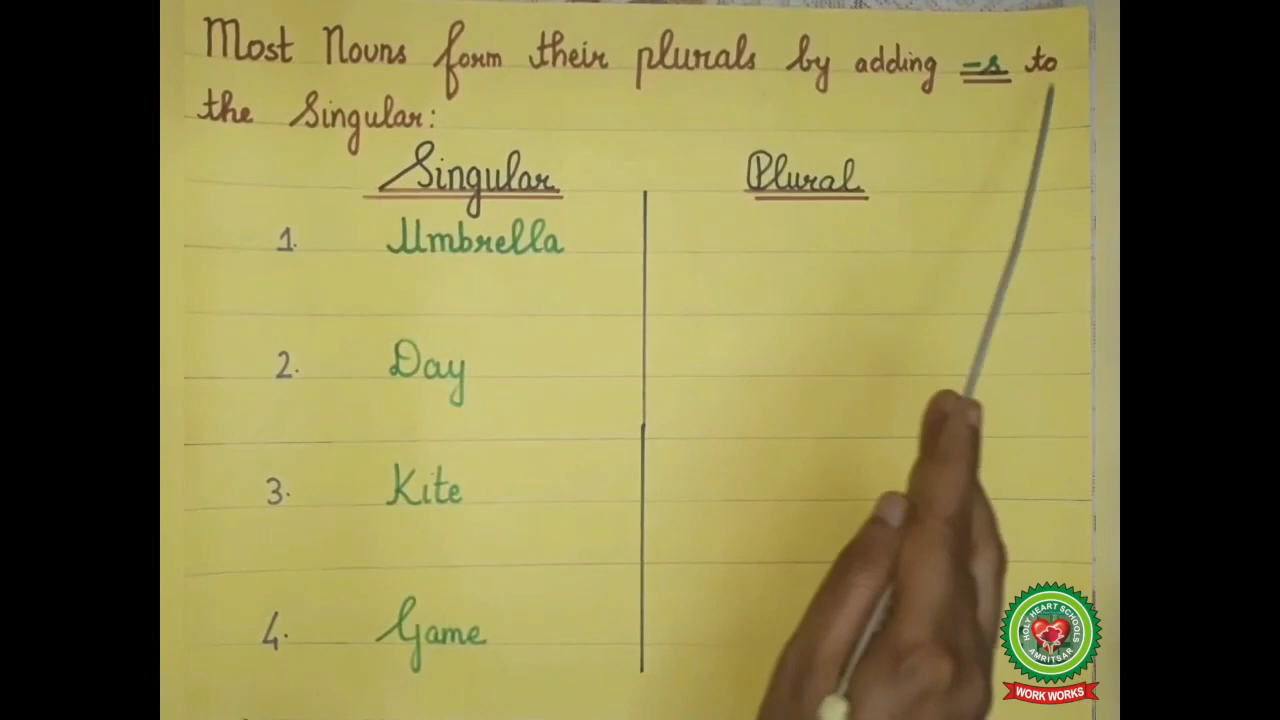 Most Nouns form their plurals by adding -s to
the Singular:
Singular Plural
1. Umbrella
2. Day
3. Kite
4. Game
HOLY HEART SCHOOLS
AMRITSAR
WORK WORKS